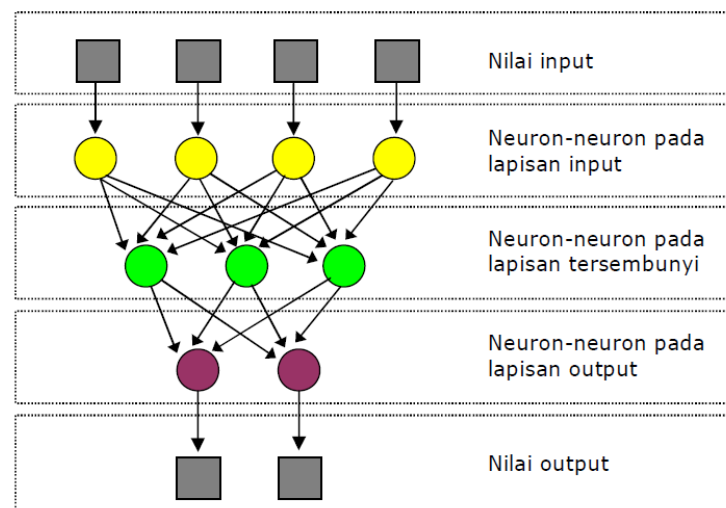 Nilai input
Neuron-neuron pada
lapisan input
Neuron-neuron pada
lapisan tersembunyi
Neuron-neuron pada
lapisan output
Nilai output